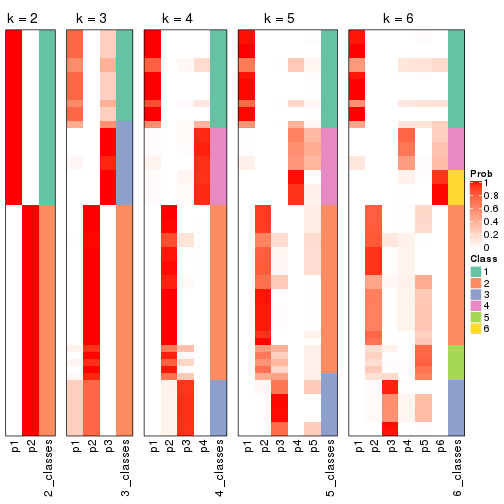 k = 2
k = 3
k = 4
k = 5
k = 6
Prob
1
0.8
0.6
0.4
0.2
0
Class
1
2
3
4
5
6
p1
p2
2_classes
p1
p2
p3
3_classes
p1
p2
p3
p4
4_classes
p1
p2
p3
p4
p5
5_classes
p1
p2
p3
p4
p5
p6
6_classes